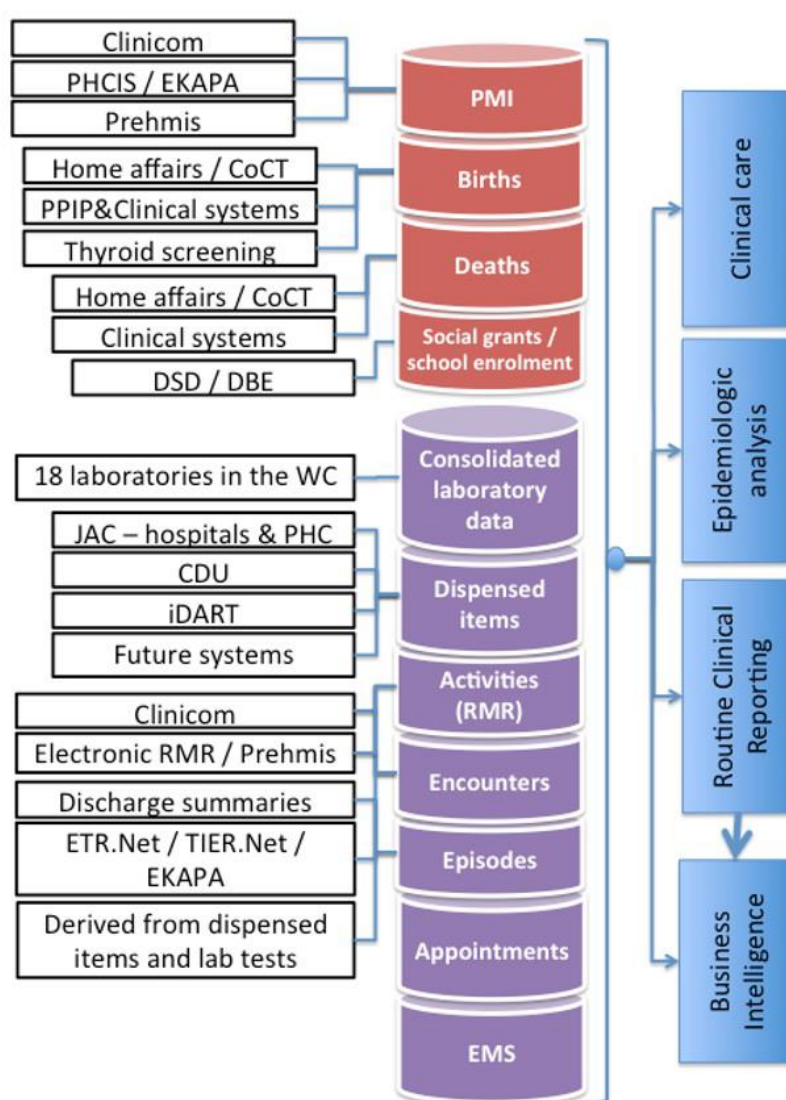 Clinicom
PHCIS / EKAPA
Prehmis
Home affairs / CoCT
PPIP&Clinical systems
Thyroid screening
Home affairs / CoCT
Clinical systems
DSD / DBE
18 laboratories in the WC
JAC – hospitals & PHC
CDU
iDART
Future systems
Clinicom
Electronic RMR / Prehmis
Discharge summaries
ETR.Net / TIER.Net /
EKAPA
Derived from dispensed
items and lab tests
PMI
Births
Deaths
Social grants /
school enrolment
Consolidated
laboratory
data
Dispensed
items
Activities
(RMR)
Encounters
Episodes
Appointments
EMS
Clinical care
Epidemiologic
analysis
Routine Clinical
Reporting
Business
Intelligence